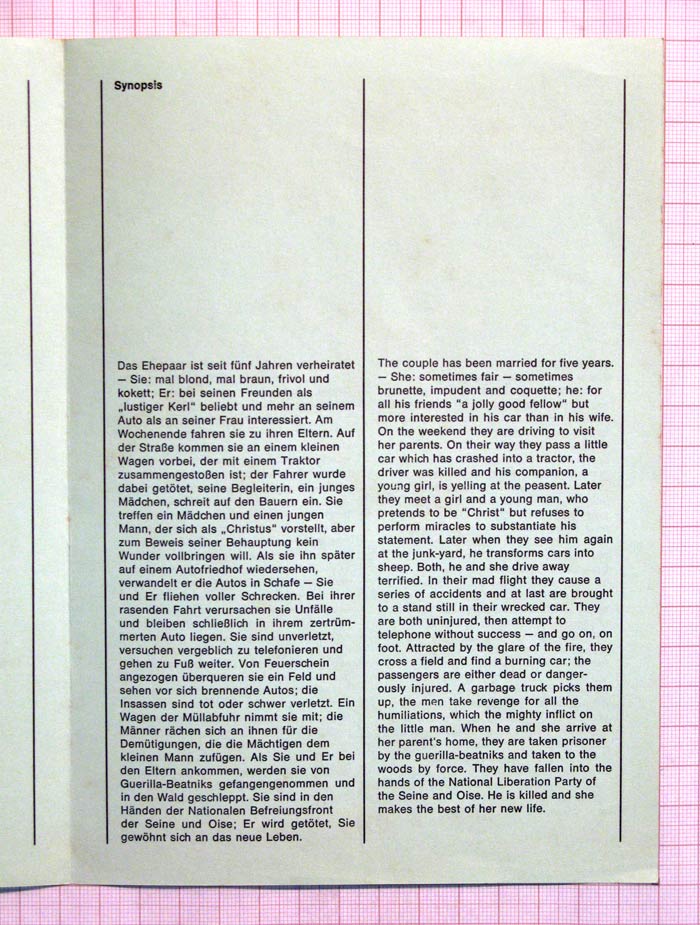 Synopsis
Das Ehepaar ist seit fünf Jahren verheiratet
— Sie: mal blond, mal braun, frivol und
kokett; Er: bei seinen Freunden als
„lustiger Kerl“ beliebt und mehr an seinem
Auto als an seiner Frau interessiert. Am
Wochenende fahren sie zu ihren Eltern. Auf
der Straße kommen sie an einem kleinen
Wagen vorbei, der mit einem Traktor
zusammengestoßen ist; der Fahrer wurde
dabei getötet, seine Begleiterin, ein junges
Mädchen, schreit auf den Bauern ein. Sie
treffen ein Mädchen und einen jungen
Mann, der sich als „Christus“ vorstellt, aber
zum Beweis seiner Behauptung kein
Wunder vollbringen will. Als sie ihn später
auf einem Autofriedhof wiedersehen,
verwandelt er die Autos in Schafe — Sie
und Er fliehen voller Schrecken. Bei ihrer
rasenden Fahrt verursachen sie Unfälle
und bleiben schließlich in ihrem zertrüm-
merten Auto liegen. Sie sind unverletzt,
versuchen vergeblich zu telefonieren und
gehen zu Fuß weiter. Von Feuerschein
angezogen überqueren sie ein Feld und
sehen vor sich brennende Autos; die
Insassen sind tot oder schwer verletzt. Ein
Wagen der Müllabfuhr nimmt sie mit; die
Männer rächen sich an ihnen für die
Demütigungen, die die Mächtigen dem
kleinen Mann zufügen. Als Sie und Er bei
den Eltern ankommen, werden sie von
Guerilla-Beatniks gefangengenommen und
in den Wald geschleppt. Sie sind in den
Händen der Nationalen Befreiungsfront
der Seine und Oise; Er wird getötet, Sie
gewöhnt sich an das neue Leben.
The couple has been married for five years.
— She: sometimes fair — sometimes
brunette, impudent and coquette; he: for
all his friends "a jolly good fellow“ but
more interested in his car than in his wife.
On the weekend they are driving to visit
her parents. On their way they pass a little
car which has crashed into a tractor, the
driver was killed and his companion, a
young girl, is yelling at the peasent. Later
they meet a girl and a young man, who
pretends to be "Christ“ but refuses to
perform miracles to substantiate his
statement. Later when they see him again
at the junk-yard, he transforms cars into
sheep. Both, he and she drive away
terrified. In their mad flight they cause a
series of accidents and at last are brought
to a stand still in their wrecked car. They
are both uninjured, then attempt to
telephone without success — and go on, on
foot. Attracted by the glare of the fire, they
cross a field and find a burning car; the
passengers are either dead or danger-
ously injured. A garbage truck picks them
up, the men take revenge for all the
humiliations, which the mighty inflict on
the little man. When he and she arrive at
her parent's home, they are taken prisoner
by the guerilla-beatniks and taken to the
woods by force. They have fallen into the
hands of the National Liberation Party of
the Seine and Oise. He is killed and she
makes the best of her new life.